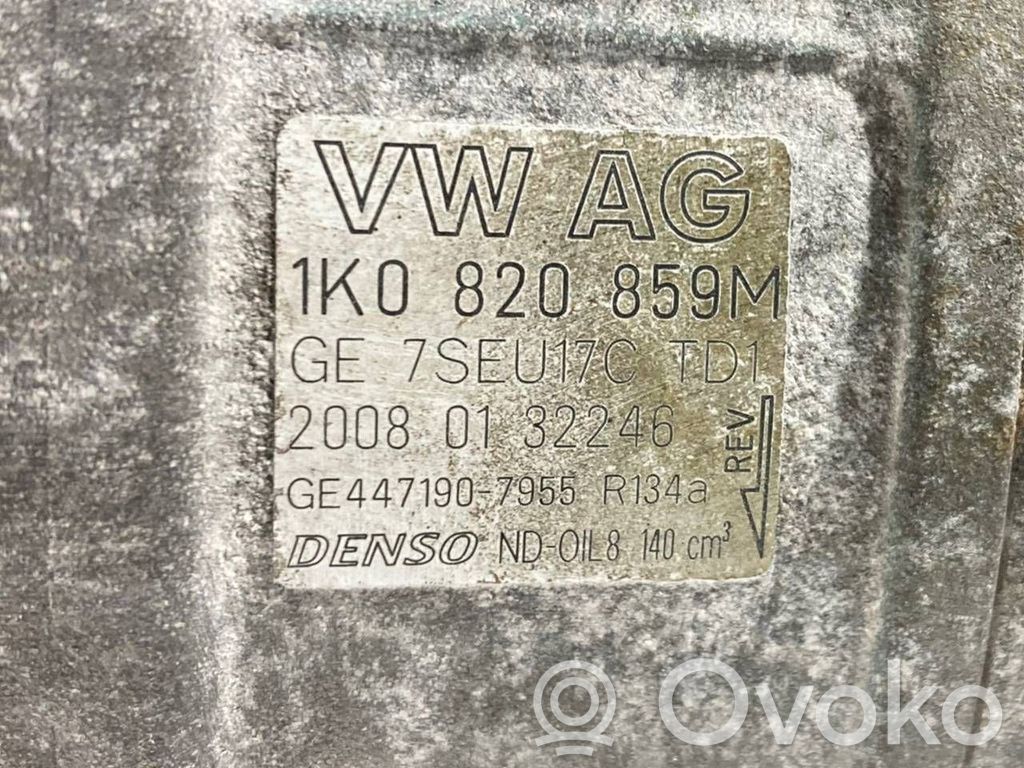 VW AG
1K0 820 859M
GE 7SEU17C TD1
2008 01 32246
GE447190-7955 R134a
DENSO ND-OIL8 140 cm³
REV
Ovoko